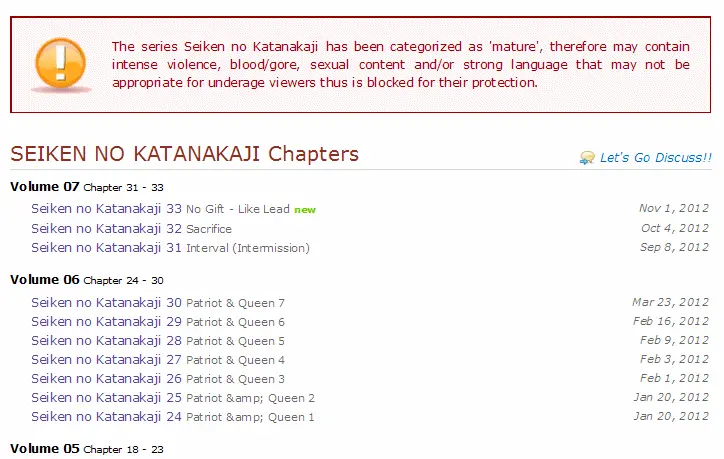 The series Seiken no Katanakaji has been categorized as 'mature', therefore may contain
intense violence, blood/gore, sexual content and/or strong language that may not be
appropriate for underage viewers thus is blocked for their protection.
SEIKEN NO KATANAKAJI Chapters Let's Go Discuss!!
Volume 07 Chapter 31 - 33
Seiken no Katanakaji 33 No Gift - Like Lead new Nov 1, 2012
Seiken no Katanakaji 32 Sacrifice Oct 4, 2012
Seiken no Katanakaji 31 Interval (Intermission) Sep 8, 2012
Volume 06 Chapter 24 - 30
Seiken no Katanakaji 30 Patriot & Queen 7 Mar 23, 2012
Seiken no Katanakaji 29 Patriot & Queen 6 Feb 16, 2012
Seiken no Katanakaji 28 Patriot & Queen 5 Feb 9, 2012
Seiken no Katanakaji 27 Patriot & Queen 4 Feb 3, 2012
Seiken no Katanakaji 26 Patriot & Queen 3 Feb 1, 2012
Seiken no Katanakaji 25 Patriot &amp; Queen 2 Jan 20, 2012
Seiken no Katanakaji 24 Patriot &amp; Queen 1 Jan 20, 2012
Volume 05 Chapter 18 - 23